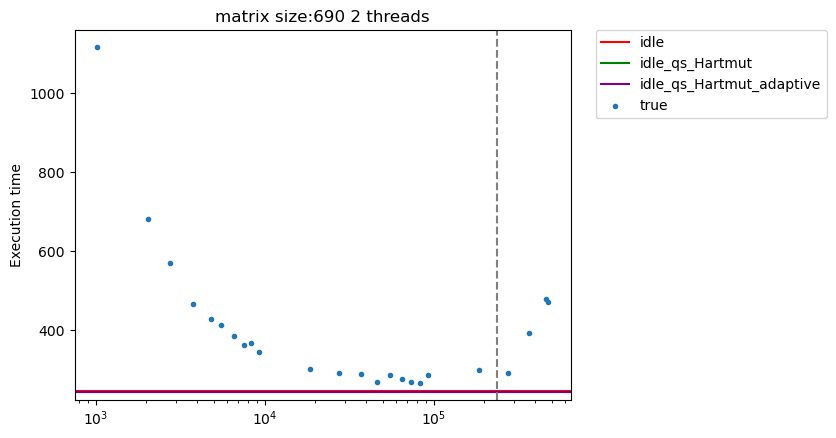 matrix size:690 2 threads
idle
idle_qs_Hartmut
idle_qs_Hartmut_adaptive
true
Execution time
1000
800
600
400
10³
10⁴
10⁵